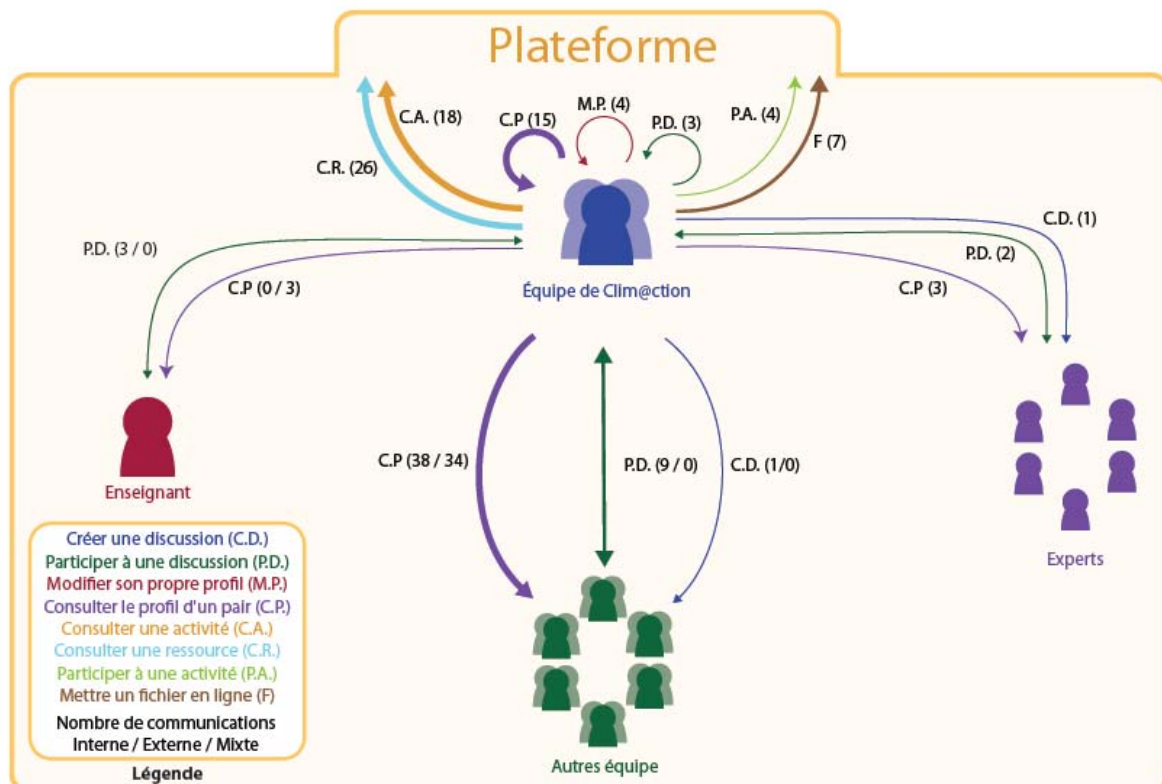 Plateforme
C.A. (18)
C.R. (26)
C.P (15)
M.P. (4)
P.D. (3)
P.A. (4)
F (7)
C.D. (1)
P.D. (2)
C.P (3)
P.D. (3 / 0)
C.P (0 / 3)
Équipe de Clim@ction
C.P (38 / 34)
P.D. (9 / 0)
C.D. (1/0)
Enseignant
Experts
Autres équipe
Créer une discussion (C.D.)
Participer à une discussion (P.D.)
Modifier son propre profil (M.P.)
Consulter le profil d'un pair (C.P.)
Consulter une activité (C.A.)
Consulter une ressource (C.R.)
Participer à une activité (P.A.)
Mettre un fichier en ligne (F)
Nombre de communications
Interne / Externe / Mixte
Légende